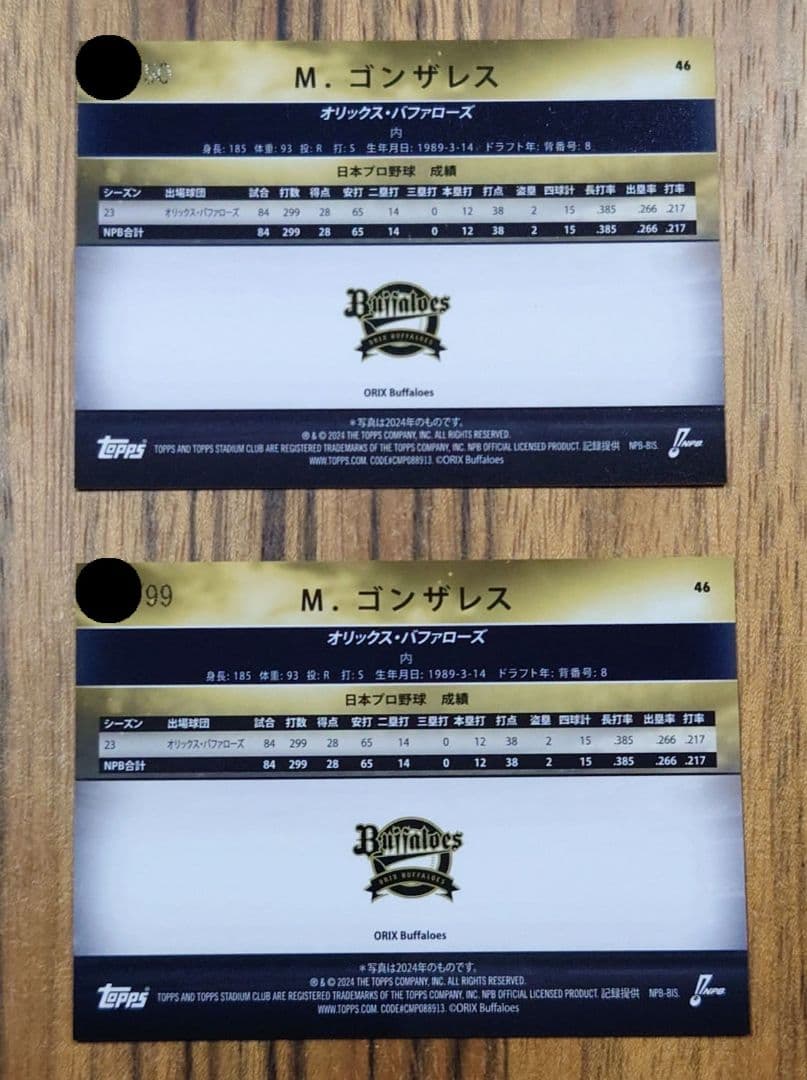 M. ゴンザレス 46
オリックス・バファローズ
内
身長: 185 体重: 93 投: R 打: S 生年月日: 1989-3-14 ドラフト年: 背番号: 8
日本プロ野球 成績
シーズン 出場球団 試合 打数 得点 安打 二塁打 三塁打 本塁打 打点 盗塁 四球計 長打率 出塁率 打率
23 オリックス・バファローズ 84 299 28 65 14 0 12 38 2 15 .385 .266 .217
NPB合計 84 299 28 65 14 0 12 38 2 15 .385 .266 .217
Buffaloes
ORIX BUFFALOES
ORIX Buffaloes
＊写真は2024年のものです。
® & © 2024 THE TOPPS COMPANY, INC. ALL RIGHTS RESERVED.
Topps TOPPS AND TOPPS STADIUM CLUB ARE REGISTERED TRADEMARKS OF THE TOPPS COMPANY, INC. NPB OFFICIAL LICENSED PRODUCT. 記録提供 NPB-BIS. NPB
WWW.TOPPS.COM. CODE#CMP088913. ©ORIX Buffaloes
/99 M. ゴンザレス 46
オリックス・バファローズ
内
身長: 185 体重: 93 投: R 打: S 生年月日: 1989-3-14 ドラフト年: 背番号: 8
日本プロ野球 成績
シーズン 出場球団 試合 打数 得点 安打 二塁打 三塁打 本塁打 打点 盗塁 四球計 長打率 出塁率 打率
23 オリックス・バファローズ 84 299 28 65 14 0 12 38 2 15 .385 .266 .217
NPB合計 84 299 28 65 14 0 12 38 2 15 .385 .266 .217
Buffaloes
ORIX BUFFALOES
ORIX Buffaloes
＊写真は2024年のものです。
® & © 2024 THE TOPPS COMPANY, INC. ALL RIGHTS RESERVED.
Topps TOPPS AND TOPPS STADIUM CLUB ARE REGISTERED TRADEMARKS OF THE TOPPS COMPANY, INC. NPB OFFICIAL LICENSED PRODUCT. 記録提供 NPB-BIS. NPB
WWW.TOPPS.COM. CODE#CMP088913. ©ORIX Buffaloes